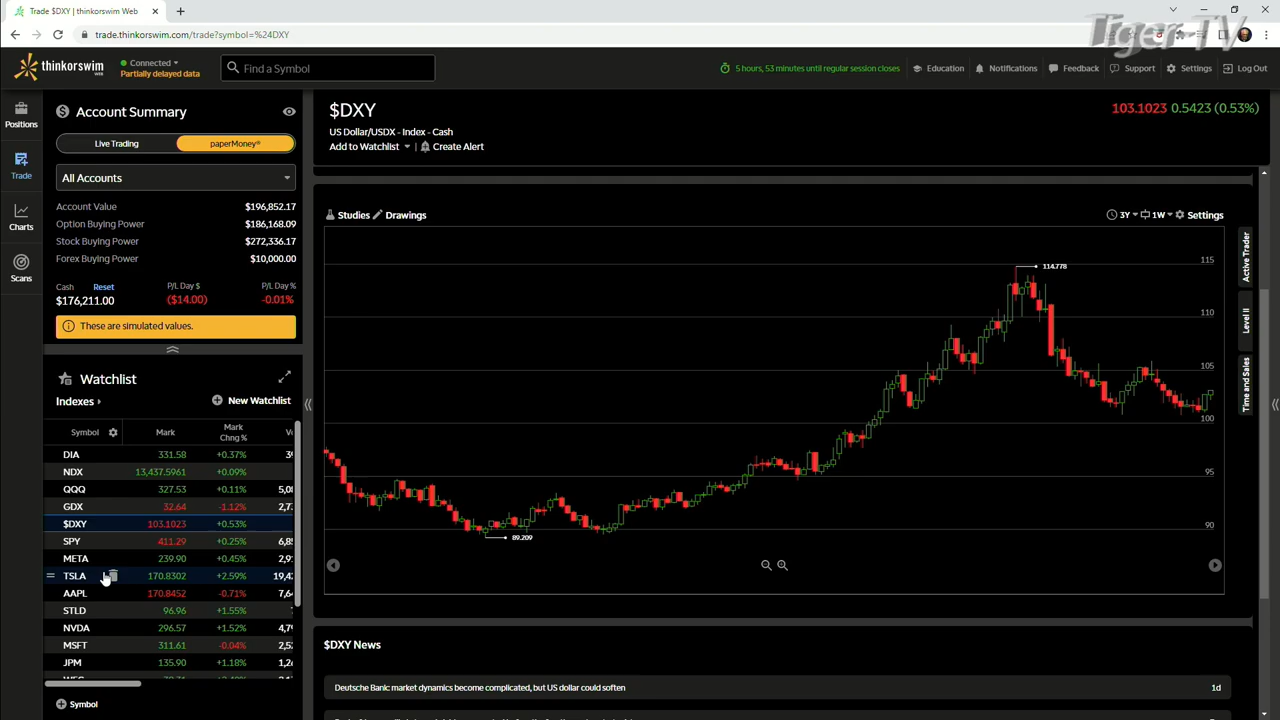 Trade $DXY | thinkorswim Web
trade.thinkorswim.com/trade?symbol=%24DXY
Tiger TV
thinkorswim
WEB
Connected
Partially delayed data
Find a Symbol
5 hours, 53 minutes until regular session closes
Education
Notifications
Feedback
Support
Settings
Log Out
Positions
Trade
Charts
Scans
Account Summary
Live Trading paperMoney®
All Accounts
Account Value $196,852.17
Option Buying Power $186,168.09
Stock Buying Power $272,336.17
Forex Buying Power $10,000.00
Cash Reset P/L Day $ P/L Day %
$176,211.00 ($14.00) -0.01%
These are simulated values.
Watchlist
Indexes New Watchlist
Symbol Mark Mark Chng %
DIA 331.58 +0.37%
NDX 13,437.5961 +0.09%
QQQ 327.53 +0.11%
GDX 32.64 -1.12%
$DXY 103.1023 +0.53%
SPY 411.29 +0.25%
META 239.90 +0.45%
TSLA 170.8302 +2.59%
AAPL 170.8452 -0.71%
STLD 96.96 +1.55%
NVDA 296.57 +1.52%
MSFT 311.61 -0.04%
JPM 135.90 +1.18%
Symbol
$DXY
103.1023 0.5423 (0.53%)
US Dollar/USDX - Index - Cash
Add to Watchlist | Create Alert
Studies Drawings
3Y 1W Settings
115
114.778
110
105
100
95
90
89.209
Active Trader
Level II
Time and Sales
$DXY News
Deutsche Banic market dynamics become complicated, but US dollar could soften 1d